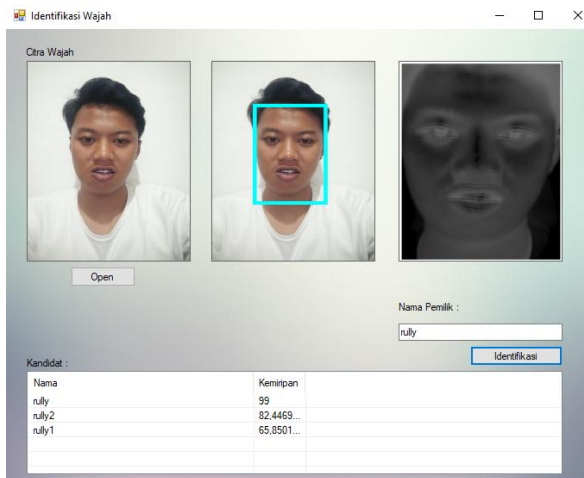 Identifikasi Wajah
Citra Wajah
Open
Nama Pemilik :
rully
Identifikasi
Kandidat :
Nama Kemiripan
rully 99
rully2 82,4469...
rully1 65,8501...